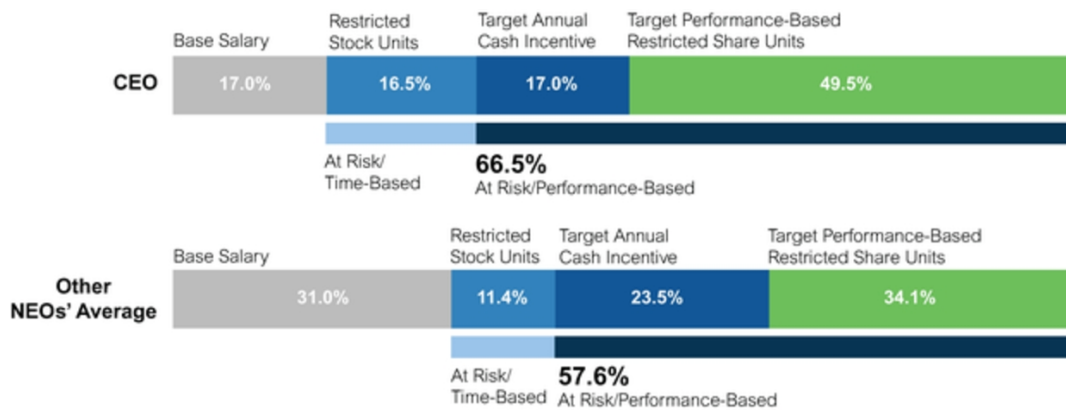 Base Salary
Restricted
Stock Units
Target Annual
Cash Incentive
Target Performance-Based
Restricted Share Units
CEO
17.0%
16.5%
17.0%
49.5%
At Risk/
Time-Based
66.5%
At Risk/Performance-Based
Base Salary
Restricted
Stock Units
Target Annual
Cash Incentive
Target Performance-Based
Restricted Share Units
Other
NEOs’ Average
31.0%
11.4%
23.5%
34.1%
At Risk/
Time-Based
57.6%
At Risk/Performance-Based